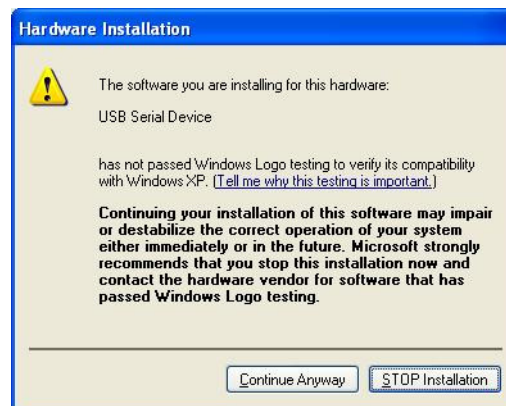 Hardware Installation
The software you are installing for this hardware:
USB Serial Device
has not passed Windows Logo testing to verify its compatibility
with Windows XP. (Tell me why this testing is important.)
Continuing your installation of this software may impair
or destabilize the correct operation of your system
either immediately or in the future. Microsoft strongly
recommends that you stop this installation now and
contact the hardware vendor for software that has
passed Windows Logo testing.
Continue Anyway STOP Installation